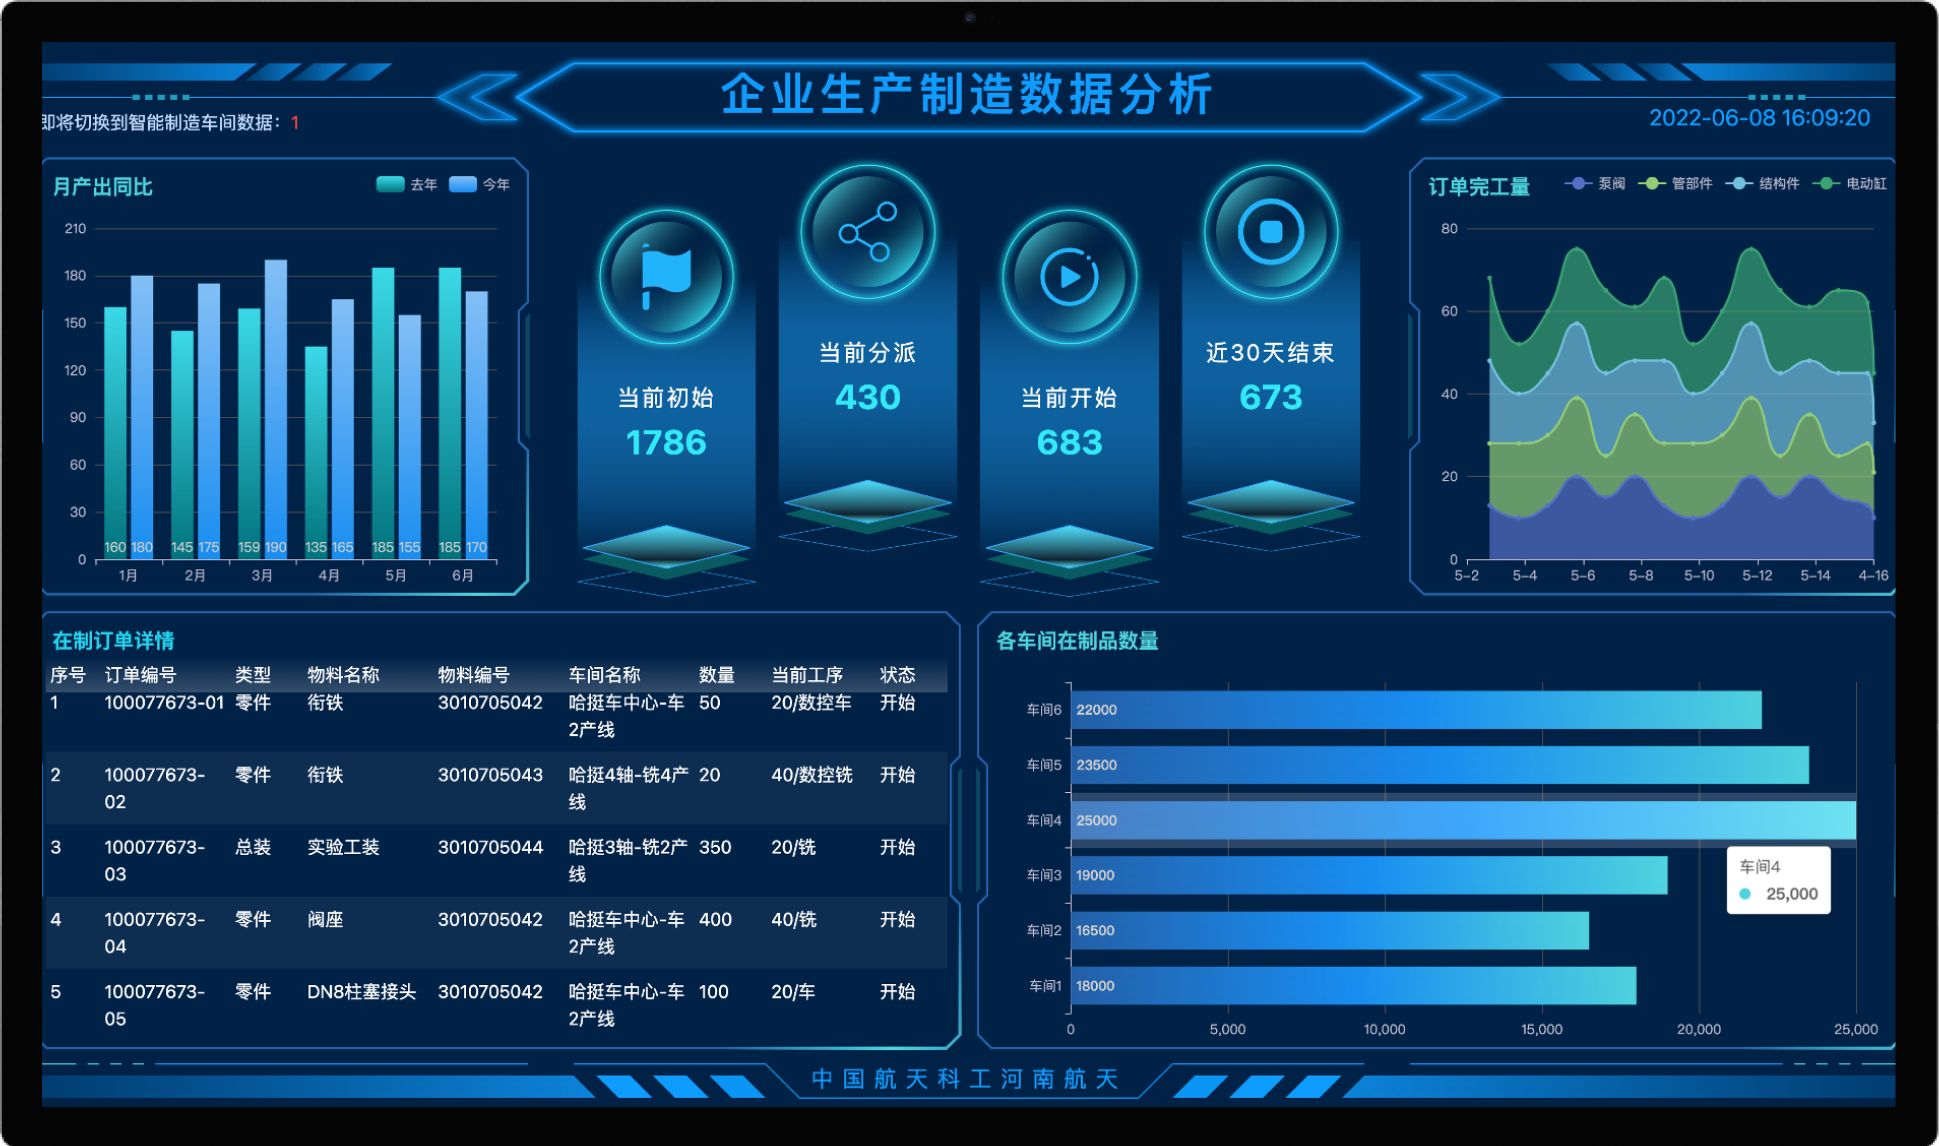 企业生产制造数据分析
即将切换到智能制造车间数据：1
2022-06-08 16:09:20
月产出同比
去年 今年
210
180
150
120
90
60
30
0
160 180 145 175 159 190 135 165 185 155 185 170
1月 2月 3月 4月 5月 6月
当前初始
1786
当前分派
430
当前开始
683
近30天结束
673
订单完工量
泵阀 管部件 结构件 电动缸
80
60
40
20
0
5-2 5-4 5-6 5-8 5-10 5-12 5-14 4-16
在制订单详情
序号 订单编号 类型 物料名称 物料编号 车间名称 数量 当前工序 状态
1 100077673-01 零件 衔铁 3010705042 哈挺车中心-车 50 20/数控车 开始
2产线
2 100077673- 零件 衔铁 3010705043 哈挺4轴-铣4产 20 40/数控铣 开始
02 线
3 100077673- 总装 实验工装 3010705044 哈挺3轴-铣2产 350 20/铣 开始
03 线
4 100077673- 零件 阀座 3010705042 哈挺车中心-车 400 40/铣 开始
04 2产线
5 100077673- 零件 DN8柱塞接头 3010705042 哈挺车中心-车 100 20/车 开始
05 2产线
各车间在制品数量
车间6 22000
车间5 23500
车间4 25000
车间3 19000
车间2 16500
车间1 18000
0 5,000 10,000 15,000 20,000 25,000
车间4
25,000
中国航天科工河南航天